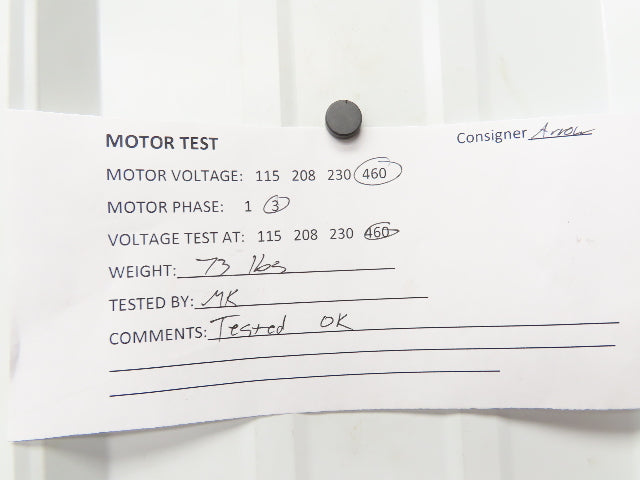 MOTOR TEST Consigner Arrow
MOTOR VOLTAGE: 115 208 230 460
MOTOR PHASE: 1 3
VOLTAGE TEST AT: 115 208 230 460
WEIGHT: 73 lbs
TESTED BY: MK
COMMENTS: Tested OK